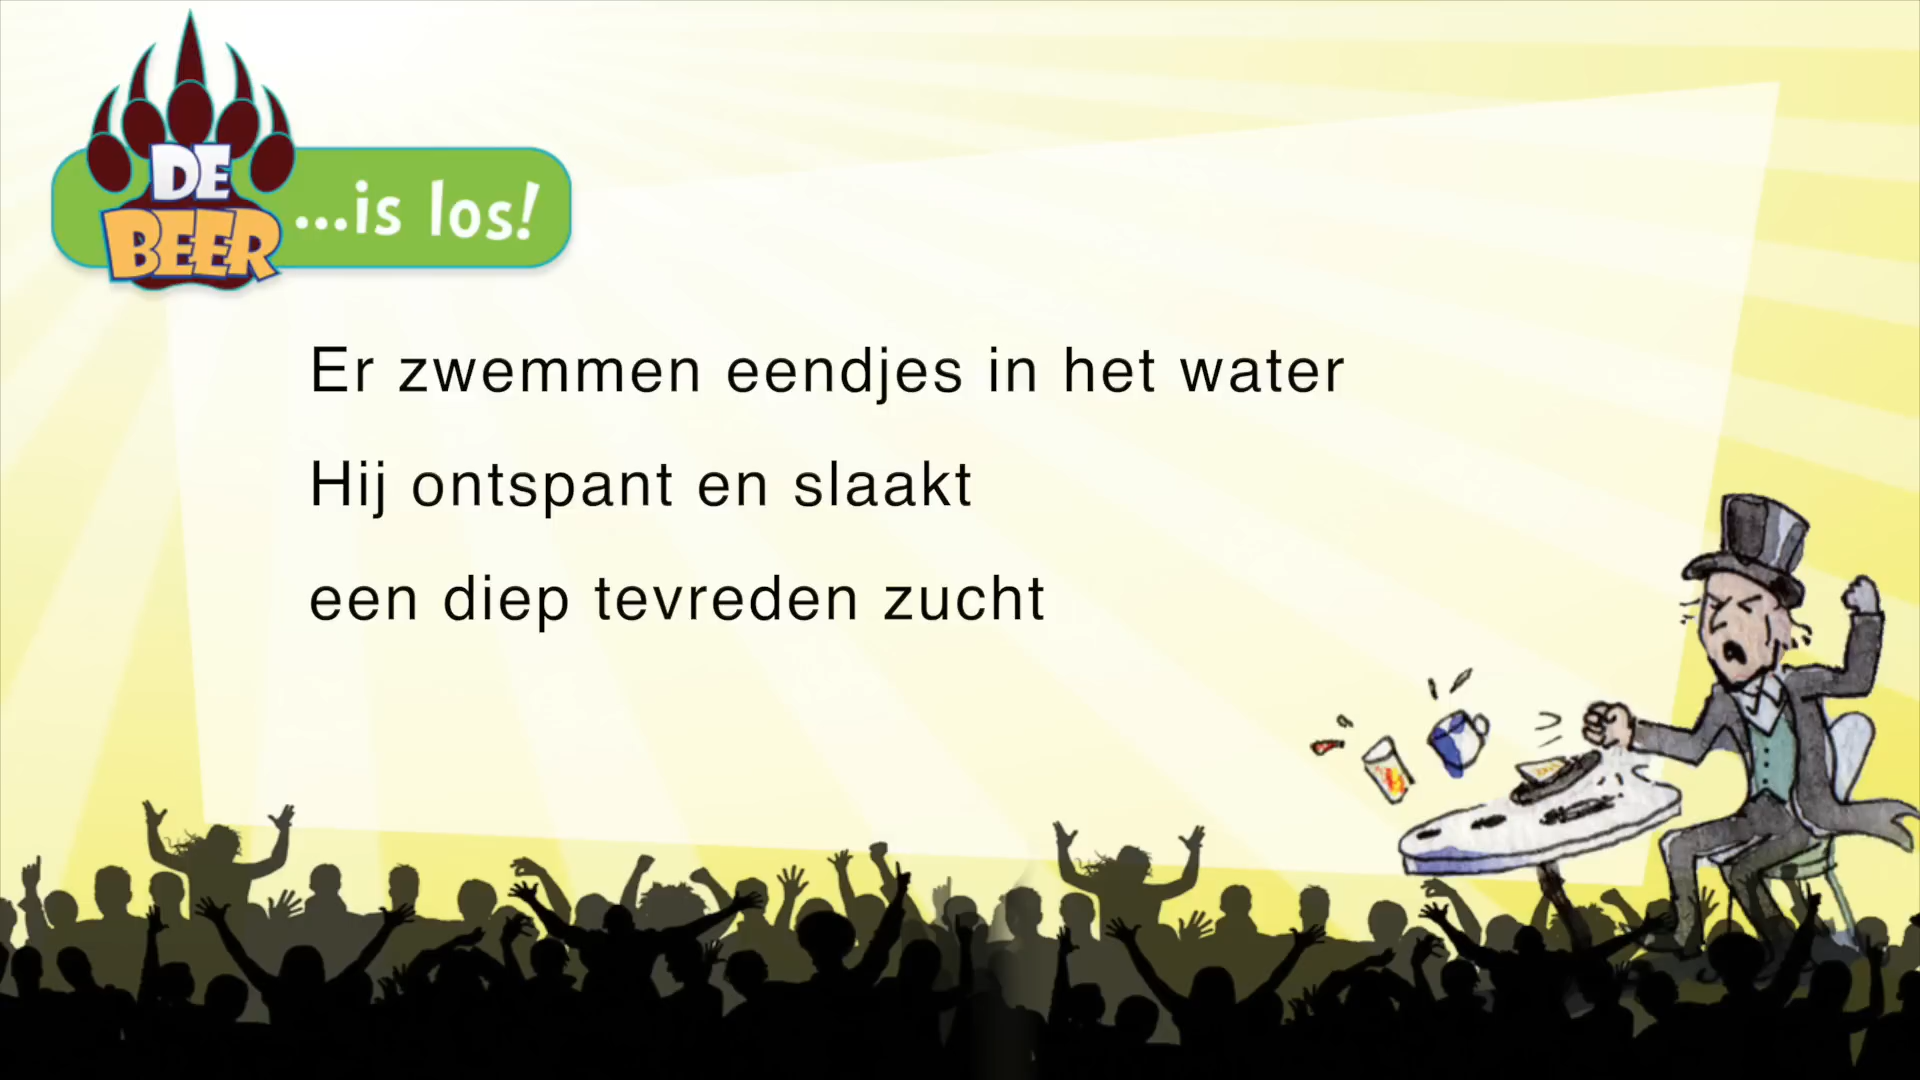 DE
BEER
...is los!
Er zwemmen eendjes in het water
Hij ontspant en slaakt
een diep tevreden zucht